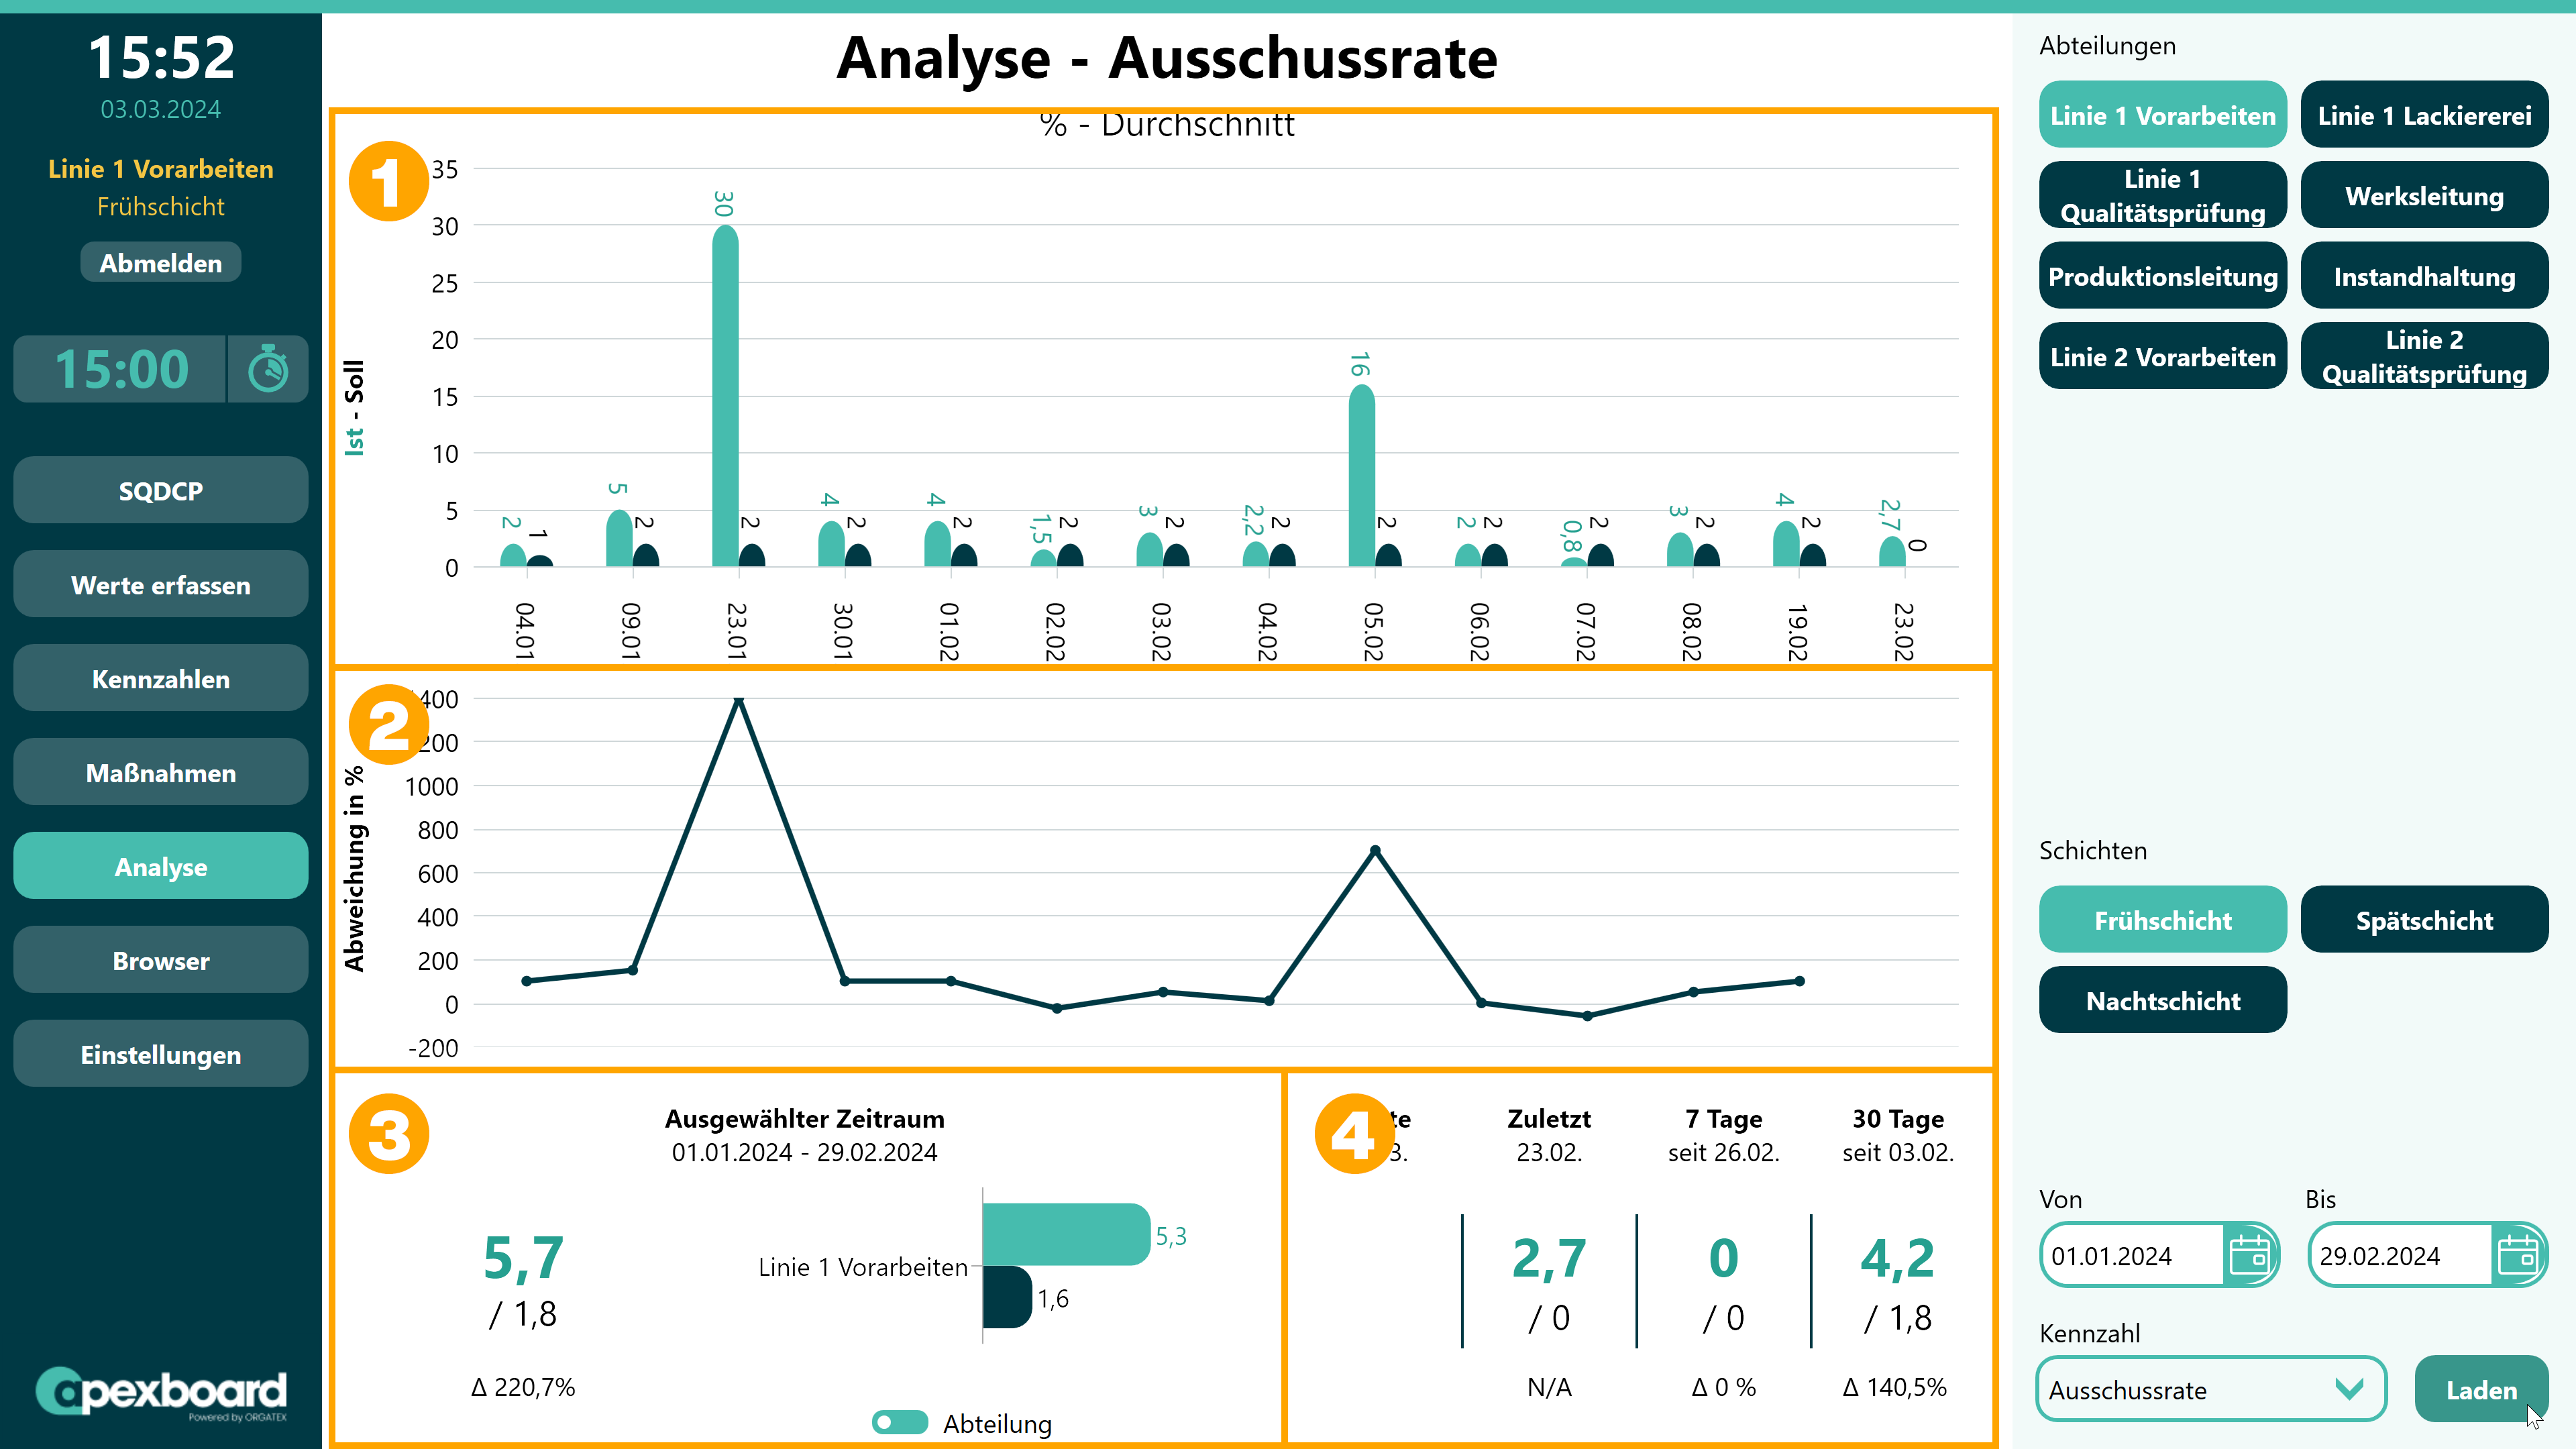 15:52
03.03.2024
Linie 1 Vorarbeiten
Frühschicht
Abmelden
15:00
SQDCP
Werte erfassen
Kennzahlen
Maßnahmen
Analyse
Browser
Einstellungen
apexboard
Powered by ORGATEX
Analyse - Ausschussrate
% - Durchschnitt
1
Ist - Soll
35
30
25
20
15
10
5
0
2 1
5 2
30 2
4 2
4 2
1,5 2
3 2
2,2 2
16 2
2 2
0,8 2
3 2
4 2
2,7 0
04.01 09.01 23.01 30.01 01.02 02.02 03.02 04.02 05.02 06.02 07.02 08.02 19.02 23.02
2
Abweichung in %
400
200
1000
800
600
400
200
0
-200
3
Ausgewählter Zeitraum
01.01.2024 - 29.02.2024
5,7
/ 1,8
Δ 220,7%
Linie 1 Vorarbeiten
5,3
1,6
Abteilung
4
te
3.
Zuletzt
23.02.
2,7
/ 0
N/A
7 Tage
seit 26.02.
0
/ 0
Δ 0 %
30 Tage
seit 03.02.
4,2
/ 1,8
Δ 140,5%
Abteilungen
Linie 1 Vorarbeiten
Linie 1 Lackiererei
Linie 1
Qualitätsprüfung
Werksleitung
Produktionsleitung
Instandhaltung
Linie 2 Vorarbeiten
Linie 2
Qualitätsprüfung
Schichten
Frühschicht
Spätschicht
Nachtschicht
Von
Bis
01.01.2024
29.02.2024
Kennzahl
Ausschussrate
Laden